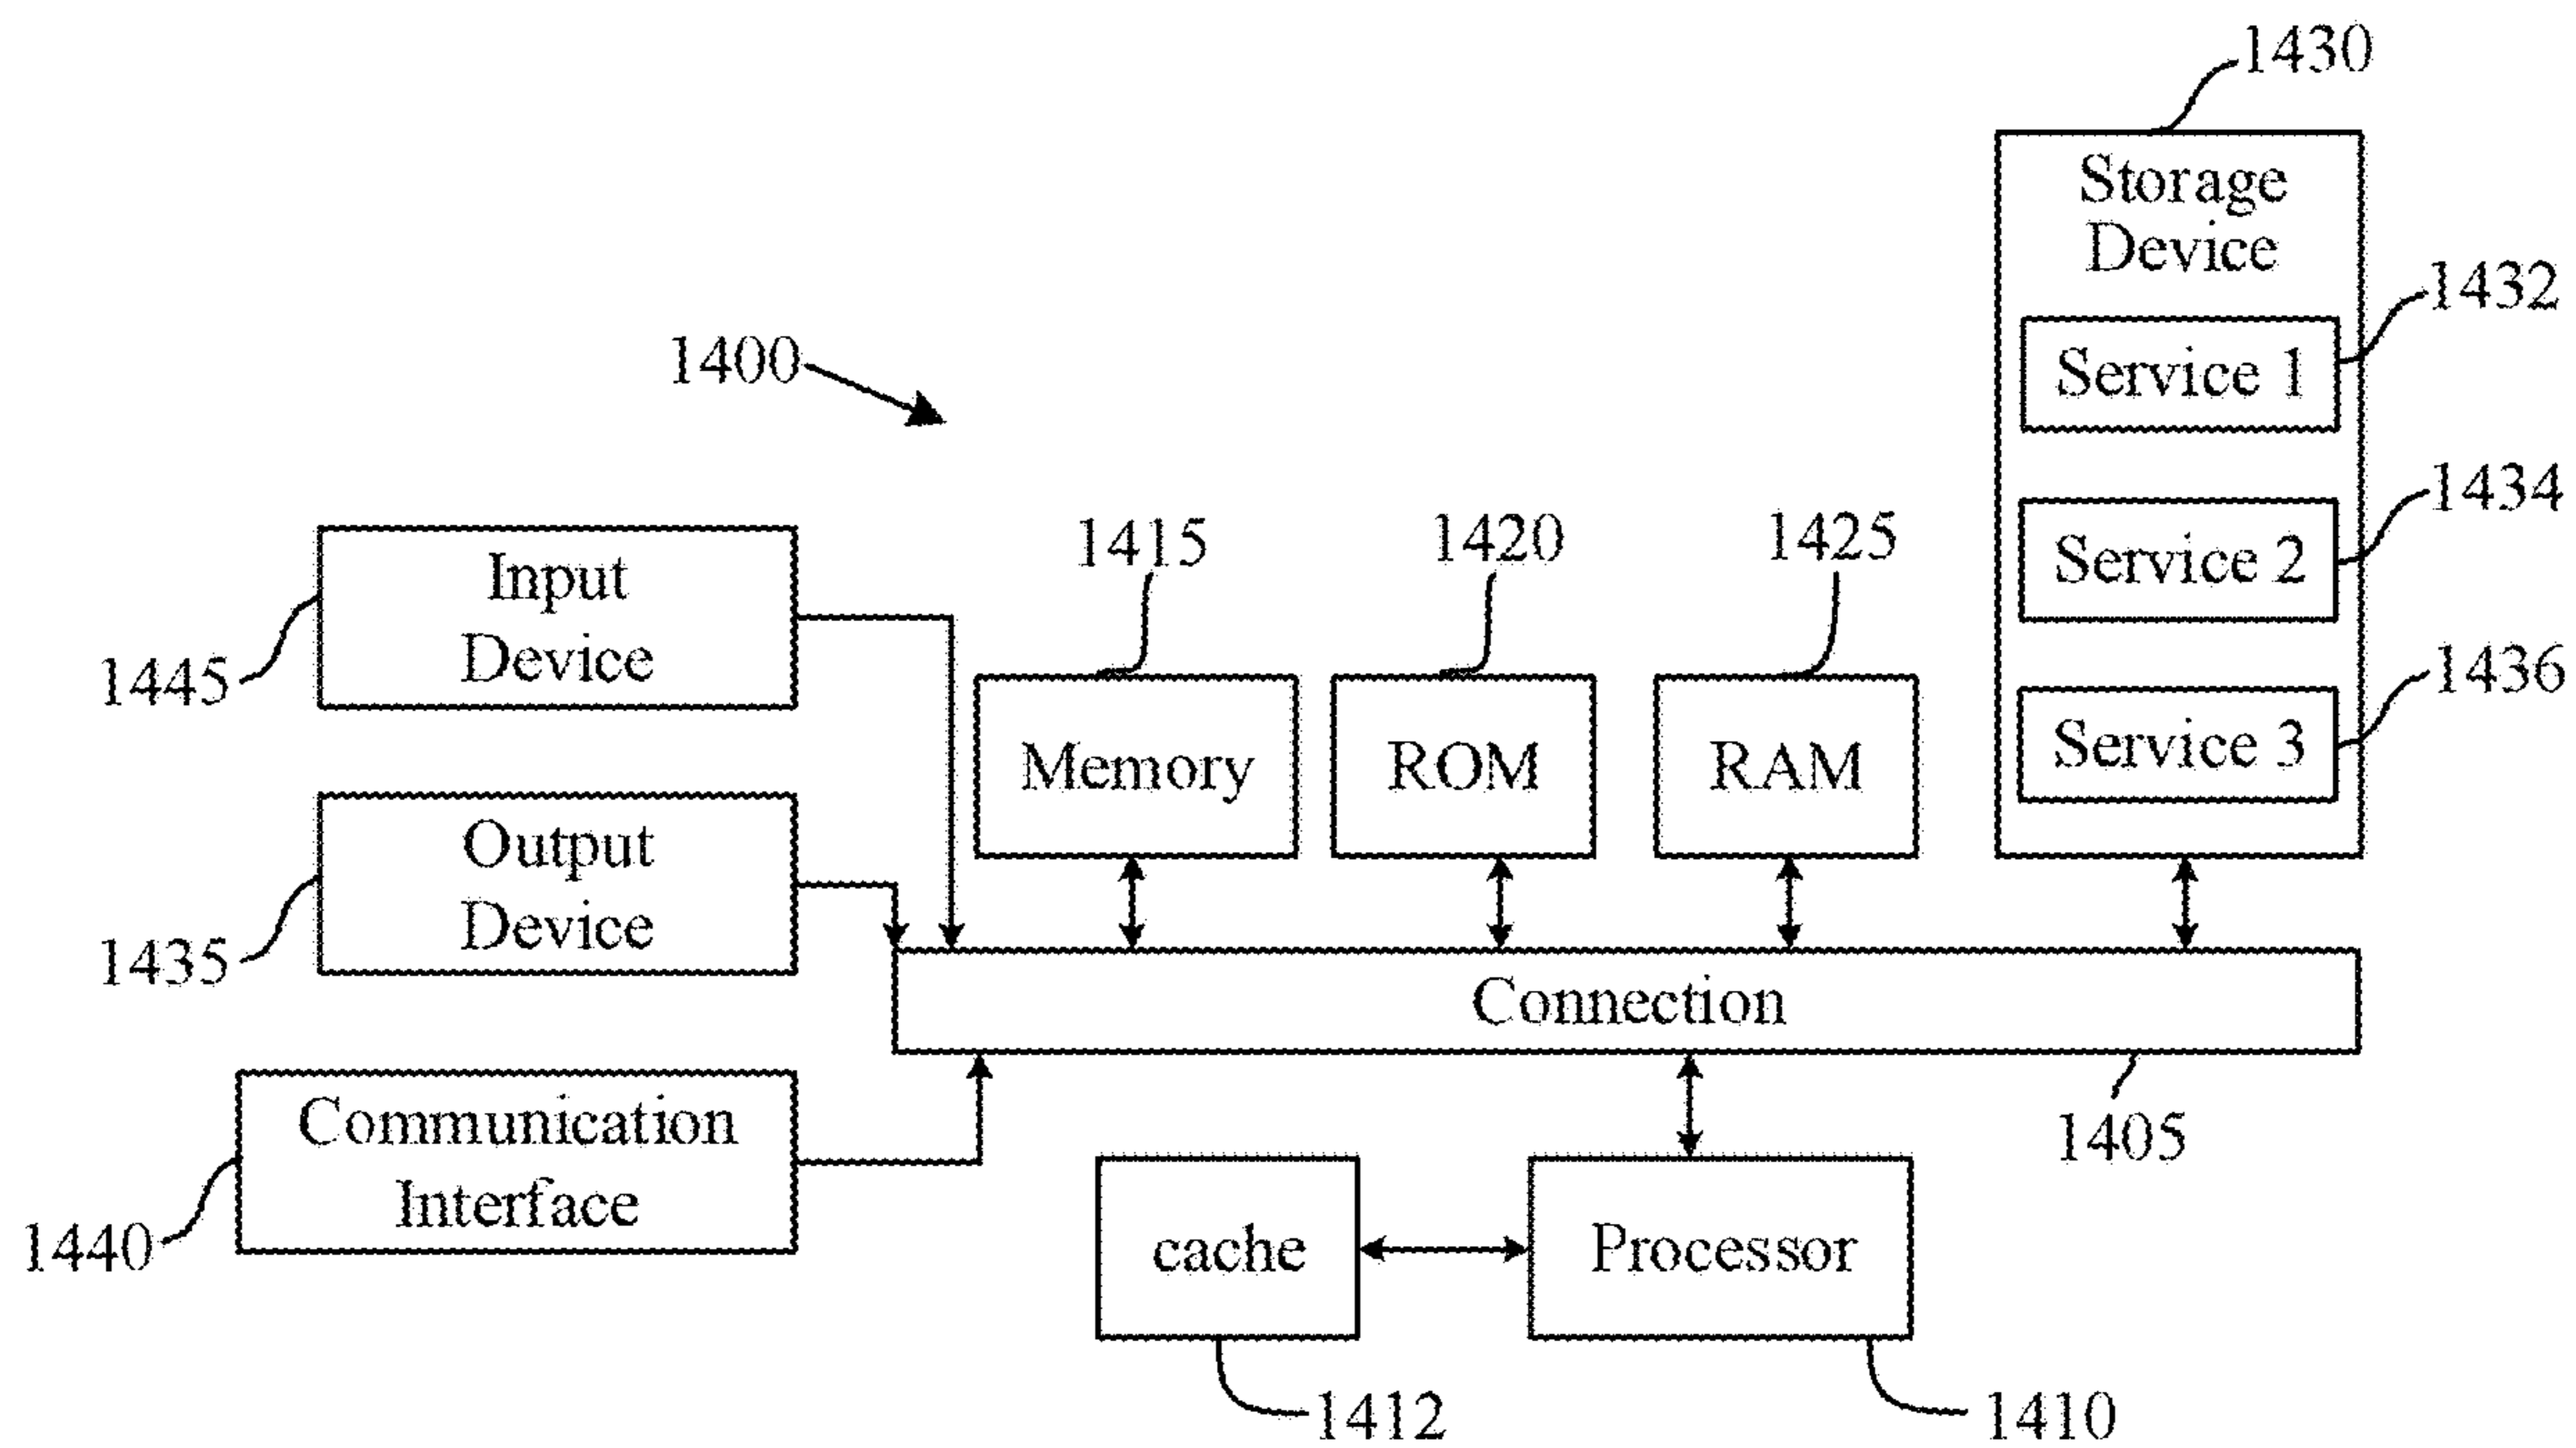 1430
Storage
Device
1432
Service 1
1400
1434
Service 2
1415
1420
1425
Input
Device
1445
1436
Service 3
Memory
ROM
RAM
Output
Device
1435
Connection
Communication
Interface
1440
1405
cache
Processor
1412
1410